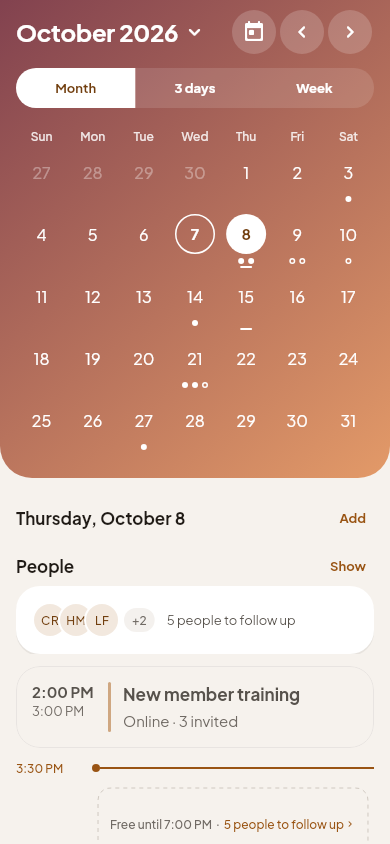 October 2026
Month 3 days Week
Sun Mon Tue Wed Thu Fri Sat
27 28 29 30 1 2 3
4 5 6 7 8 9 10
11 12 13 14 15 16 17
18 19 20 21 22 23 24
25 26 27 28 29 30 31
Thursday, October 8 Add
People Show
CR HM LF +2 5 people to follow up
2:00 PM New member training
3:00 PM Online · 3 invited
3:30 PM
Free until 7:00 PM · 5 people to follow up ›